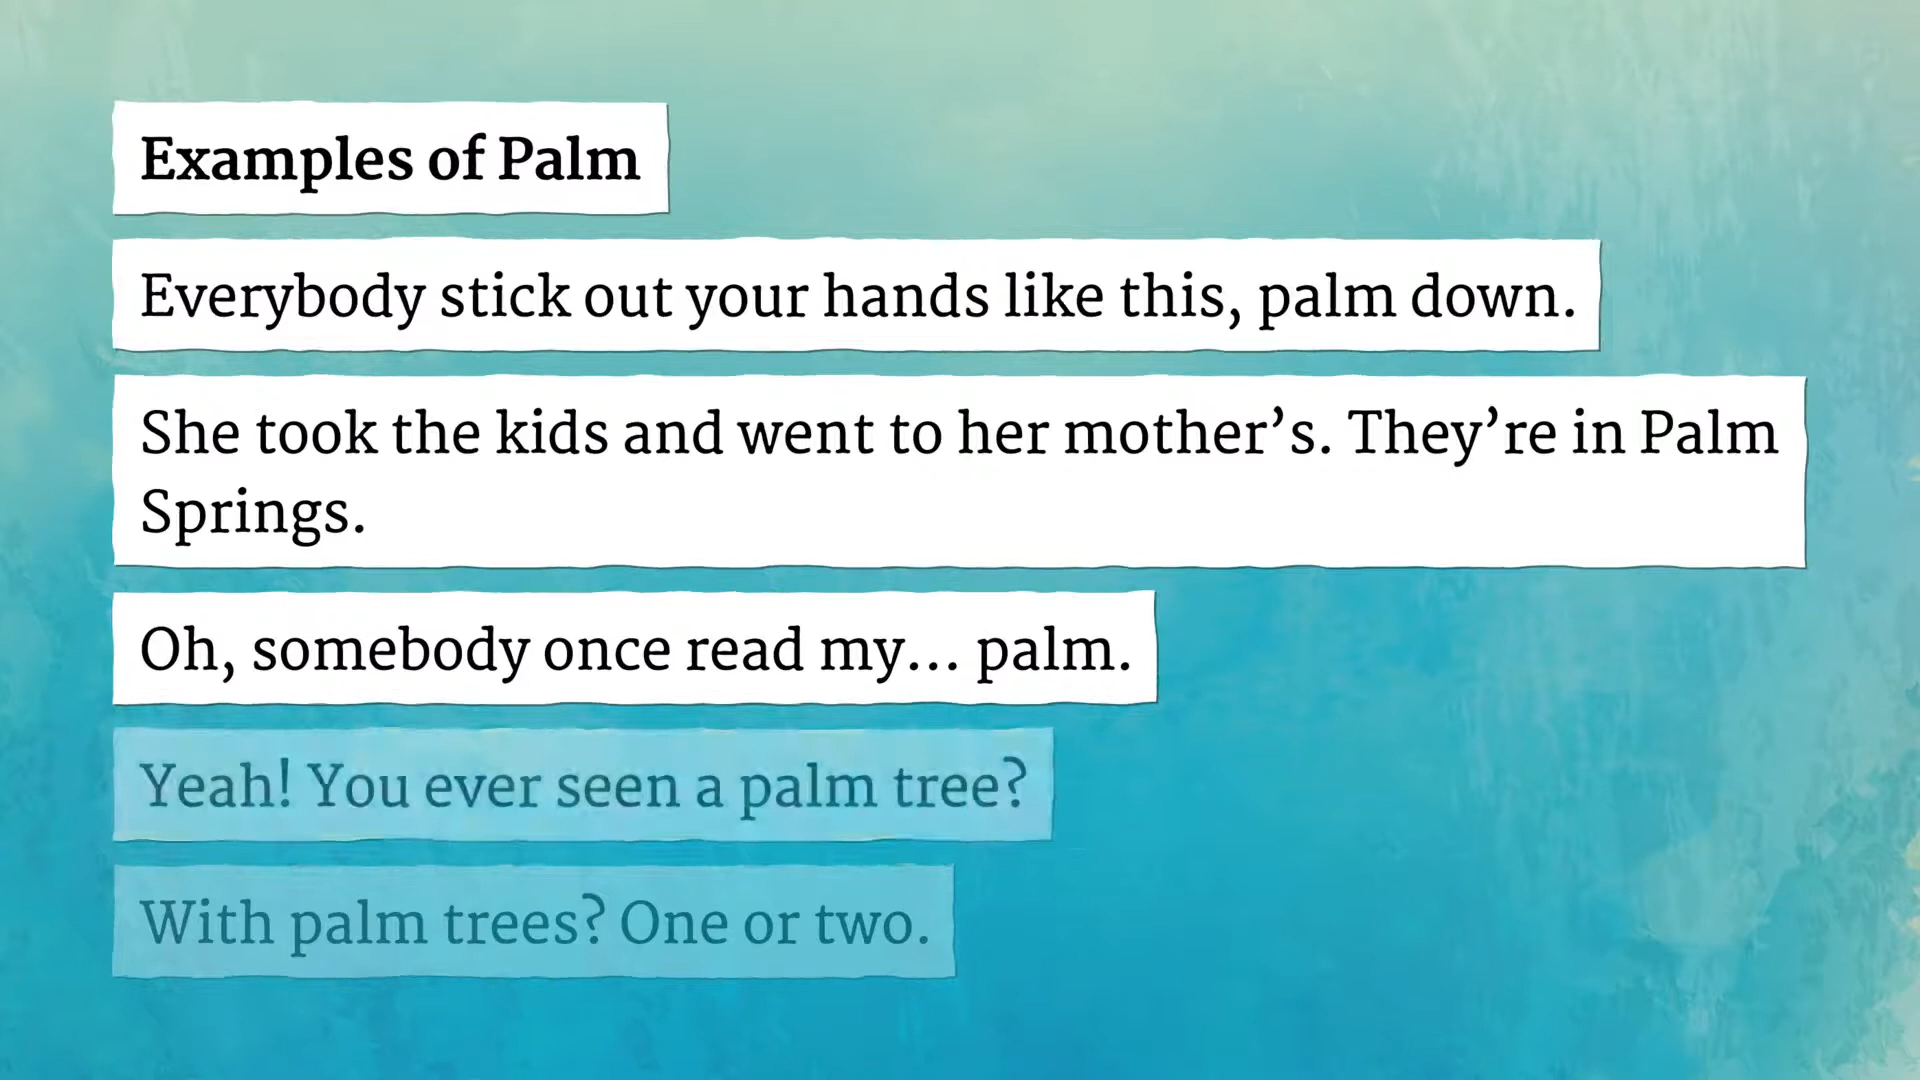 Examples of Palm
Everybody stick out your hands like this, palm down.
She took the kids and went to her mother’s. They’re in Palm
Springs.
Oh, somebody once read my... palm.
Yeah! You ever seen a palm tree?
With palm trees? One or two.